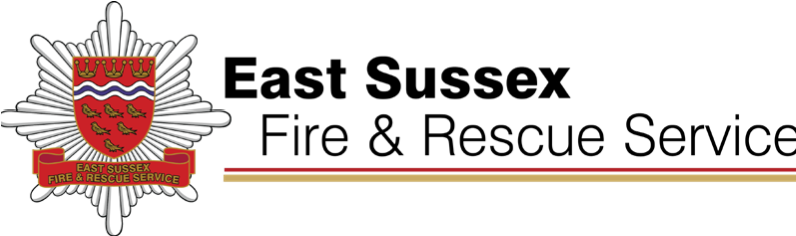 EAST SUSSEX
FIRE & RESCUE SERVICE
East Sussex
Fire & Rescue Service